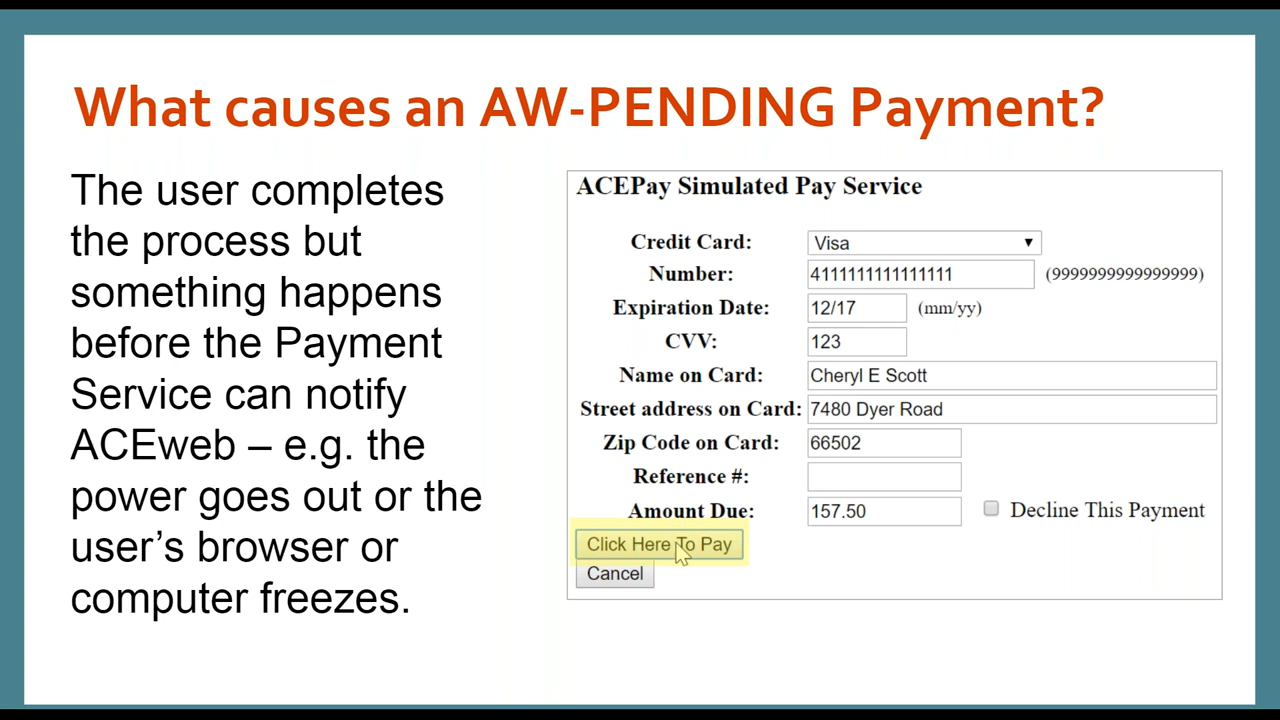 What causes an AW-PENDING Payment?
The user completes
the process but
something happens
before the Payment
Service can notify
ACEweb – e.g. the
power goes out or the
user’s browser or
computer freezes.
ACEPay Simulated Pay Service
Credit Card: Visa
Number: 4111111111111111 (9999999999999999)
Expiration Date: 12/17 (mm/yy)
CVV: 123
Name on Card: Cheryl E Scott
Street address on Card: 7480 Dyer Road
Zip Code on Card: 66502
Reference #:
Amount Due: 157.50 Decline This Payment
Click Here To Pay
Cancel